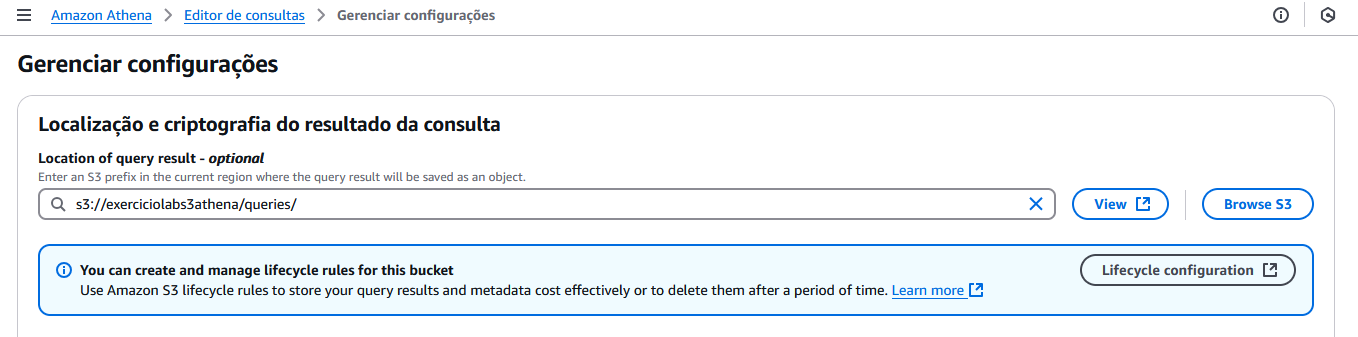 Amazon Athena > Editor de consultas > Gerenciar configurações
Gerenciar configurações
Localização e criptografia do resultado da consulta
Location of query result - optional
Enter an S3 prefix in the current region where the query result will be saved as an object.
s3://exerciciolabs3athena/queries/ View Browse S3
You can create and manage lifecycle rules for this bucket
Use Amazon S3 lifecycle rules to store your query results and metadata cost effectively or to delete them after a period of time. Learn more
Lifecycle configuration